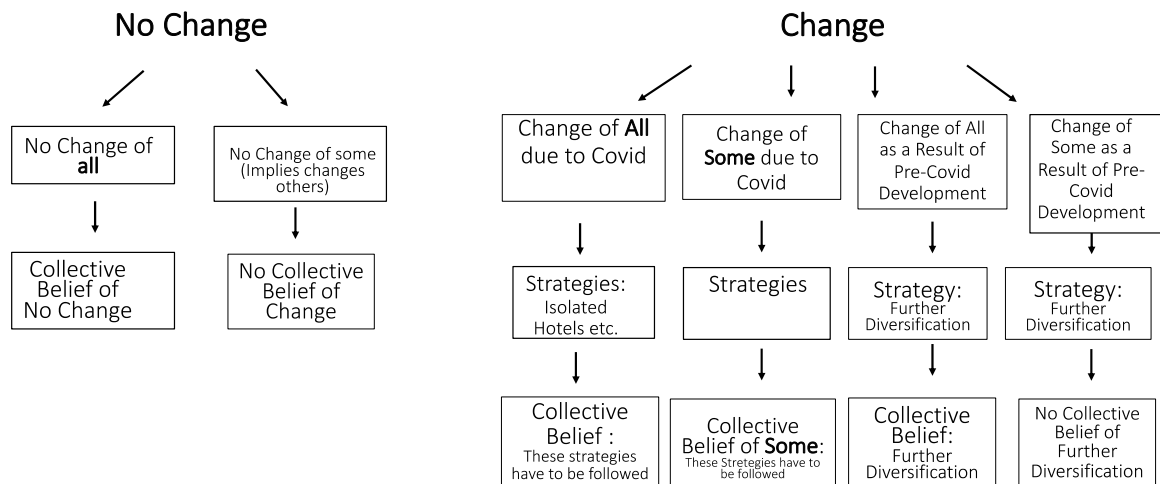 No Change
Change
No Change of
all
No Change of some
(Implies changes
others)
Change of All
due to Covid
Change of
Some due to
Covid
Change of All
as a Result of
Pre-Covid
Development
Change of
Some as a
Result of Pre-
Covid
Development
Collective
Belief of
No Change
No Collective
Belief of
Change
Strategies:
Isolated
Hotels etc.
Strategies
Strategy:
Further
Diversification
Strategy:
Further
Diversification
Collective
Belief :
These strategies
have to be followed
Collective
Belief of Some:
These Stretegies have to
be followed
Collective
Belief:
Further
Diversification
No Collective
Belief of
Further
Diversification